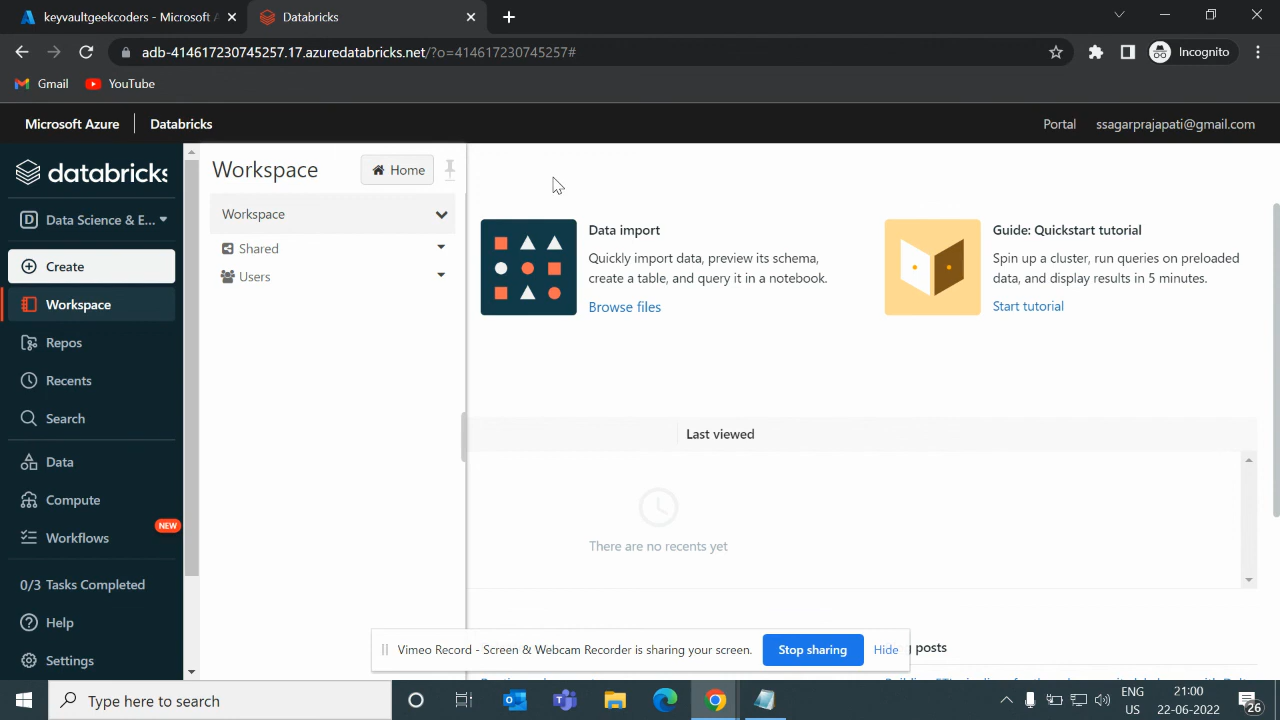 keyvaultgeekcoders - Microsoft A
Databricks
adb-414617230745257.17.azuredatabricks.net/?o=414617230745257#
Incognito
Gmail
YouTube
Microsoft Azure
Databricks
Portal
ssagarprajapati@gmail.com
databricks
D
Data Science & E...
Create
Workspace
Repos
Recents
Search
Data
Compute
NEW
Workflows
0/3 Tasks Completed
Help
Settings
Workspace
Home
Workspace
Shared
Users
Data import
Quickly import data, preview its schema,
create a table, and query it in a notebook.
Browse files
Guide: Quickstart tutorial
Spin up a cluster, run queries on preloaded
data, and display results in 5 minutes.
Start tutorial
Last viewed
There are no recents yet
posts
Vimeo Record - Screen & Webcam Recorder is sharing your screen.
Stop sharing
Hide
Type here to search
ENG
US
21:00
22-06-2022
26